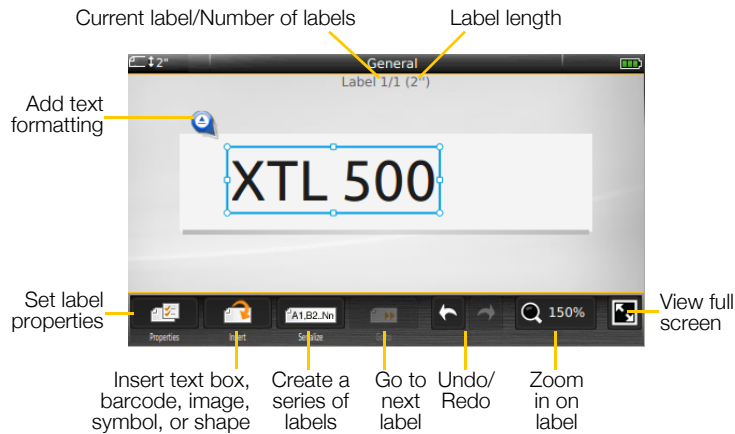 Current label/Number of labels
Label length
2"
General
Label 1/1 (2")
Add text
formatting
XTL 500
Set label
properties
A1,B2..Nn
150%
View full
screen
Properties
Insert
Serialize
Goto
Insert text box,
barcode, image,
symbol, or shape
Create a
series of
labels
Go to
next
label
Undo/
Redo
Zoom
in on
label